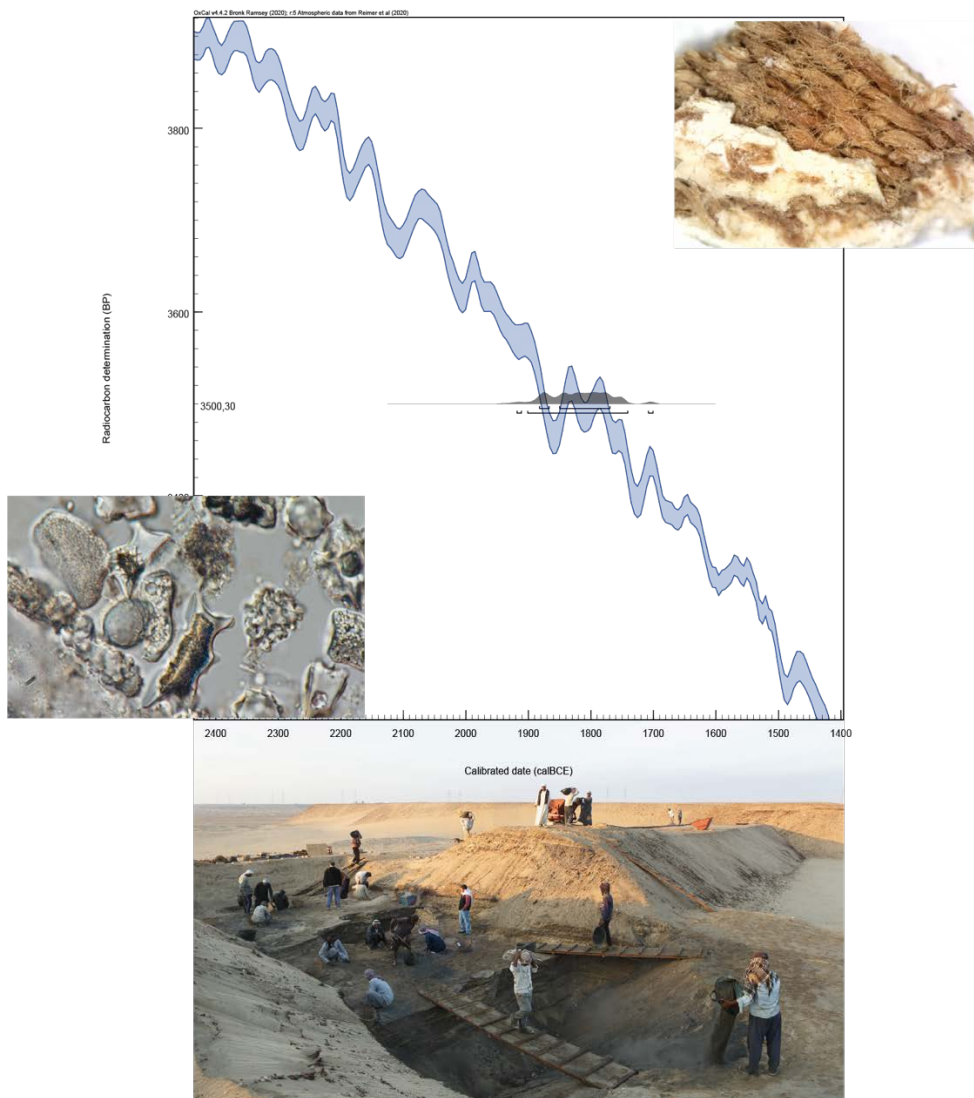 OxCal v4.4.2 Bronk Ramsey (2020); r:5 Atmospheric data from Reimer et al (2020)
Radiocarbon determination (BP)
3800
3600
3500,30
2400 2300 2200 2100 2000 1900 1800 1700 1600 1500 1400
Calibrated date (calBCE)